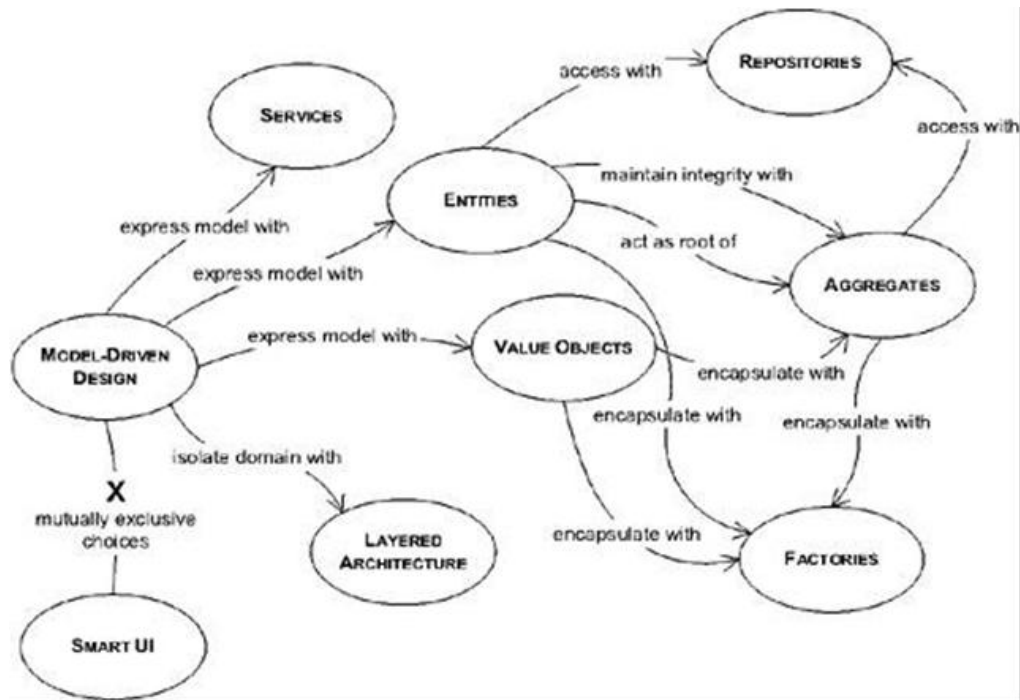 REPOSITORIES
access with
SERVICES
access with
maintain integrity with
ENTITIES
express model with
act as root of
express model with
AGGREGATES
express model with
VALUE OBJECTS
MODEL-DRIVEN
DESIGN
encapsulate with
encapsulate with
encapsulate with
isolate domain with
X
mutually exclusive
choices
encapsulate with
LAYERED
ARCHITECTURE
FACTORIES
SMART UI